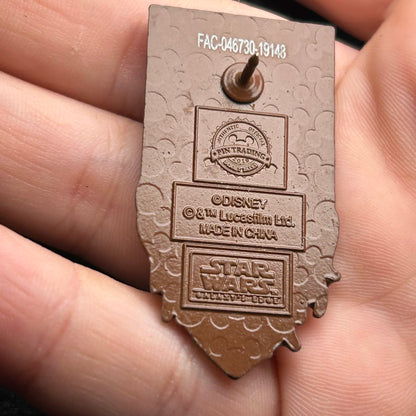 FAC-046730-19148
PIN TRADING
©DISNEY
© & ™ Lucasfilm Ltd.
MADE IN CHINA
STAR
WARS
GALAXY'S EDGE